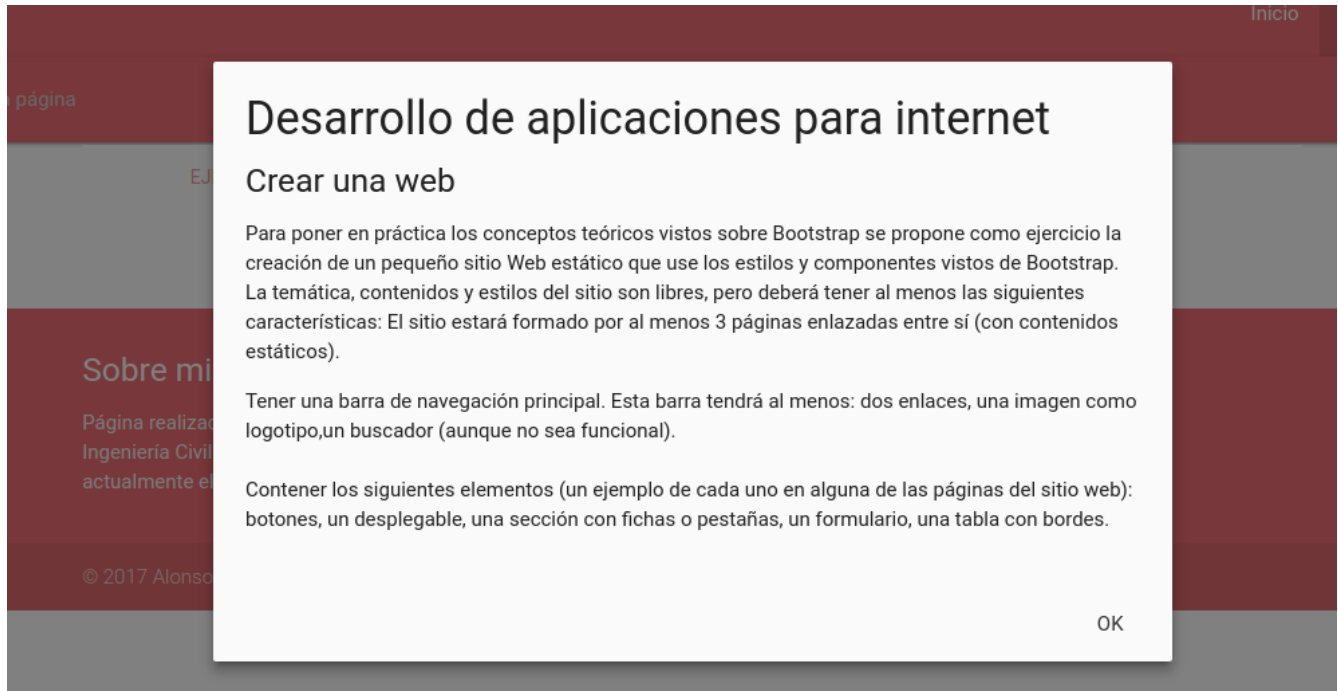 Inicio
página
Desarrollo de aplicaciones para internet
EJ
Crear una web
Para poner en práctica los conceptos teóricos vistos sobre Bootstrap se propone como ejercicio la
creación de un pequeño sitio Web estático que use los estilos y componentes vistos de Bootstrap.
La temática, contenidos y estilos del sitio son libres, pero deberá tener al menos las siguientes
características: El sitio estará formado por al menos 3 páginas enlazadas entre sí (con contenidos
estáticos).
Tener una barra de navegación principal. Esta barra tendrá al menos: dos enlaces, una imagen como
logotipo,un buscador (aunque no sea funcional).
Contener los siguientes elementos (un ejemplo de cada uno en alguna de las páginas del sitio web):
botones, un desplegable, una sección con fichas o pestañas, un formulario, una tabla con bordes.
OK
Sobre mi
Página realizad
Ingeniería Civil
actualmente el
© 2017 Alonso